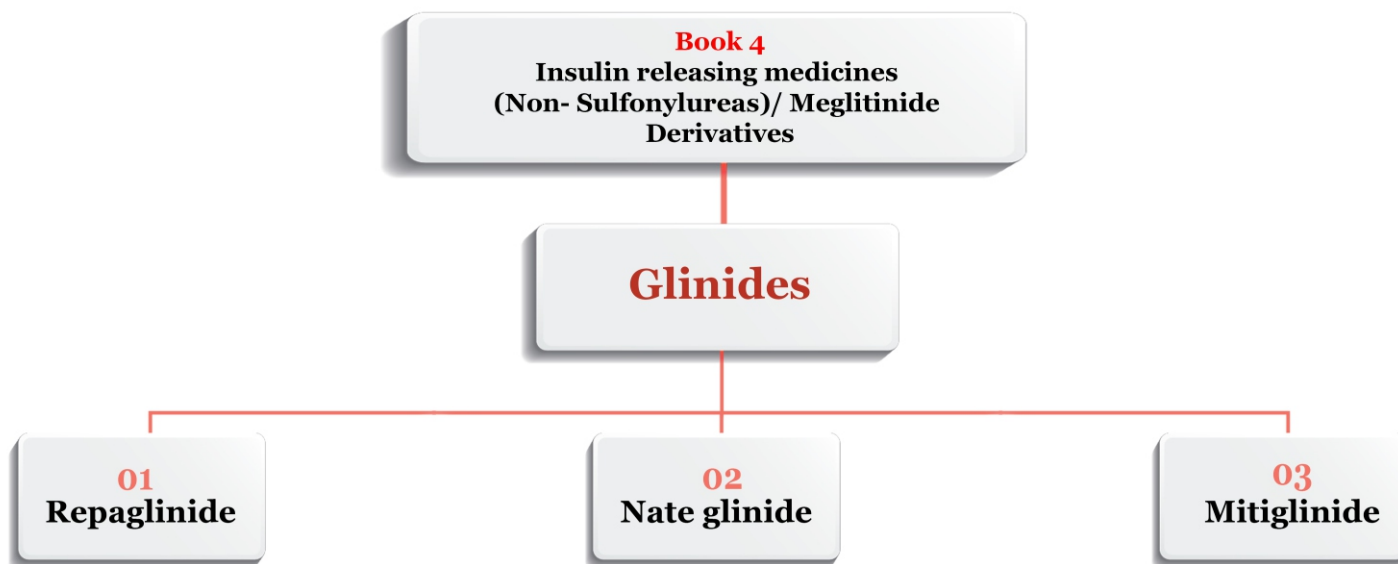 Book 4
Insulin releasing medicines
(Non- Sulfonylureas)/ Meglitinide
Derivatives
Glinides
01
Repaglinide
02
Nate glinide
03
Mitiglinide